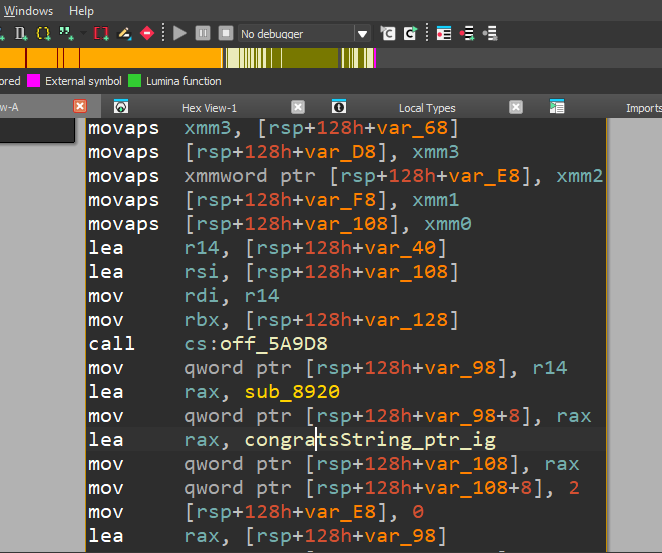 Windows Help
No debugger
ored External symbol Lumina function
w-A Hex View-1 Local Types Imports
movaps xmm3, [rsp+128h+var_68]
movaps [rsp+128h+var_D8], xmm3
movaps xmmword ptr [rsp+128h+var_E8], xmm2
movaps [rsp+128h+var_F8], xmm1
movaps [rsp+128h+var_108], xmm0
lea r14, [rsp+128h+var_40]
lea rsi, [rsp+128h+var_108]
mov rdi, r14
mov rbx, [rsp+128h+var_128]
call cs:off_5A9D8
mov qword ptr [rsp+128h+var_98], r14
lea rax, sub_8920
mov qword ptr [rsp+128h+var_98+8], rax
lea rax, congratsString_ptr_ig
mov qword ptr [rsp+128h+var_108], rax
mov qword ptr [rsp+128h+var_108+8], 2
mov [rsp+128h+var_E8], 0
lea rax, [rsp+128h+var_98]